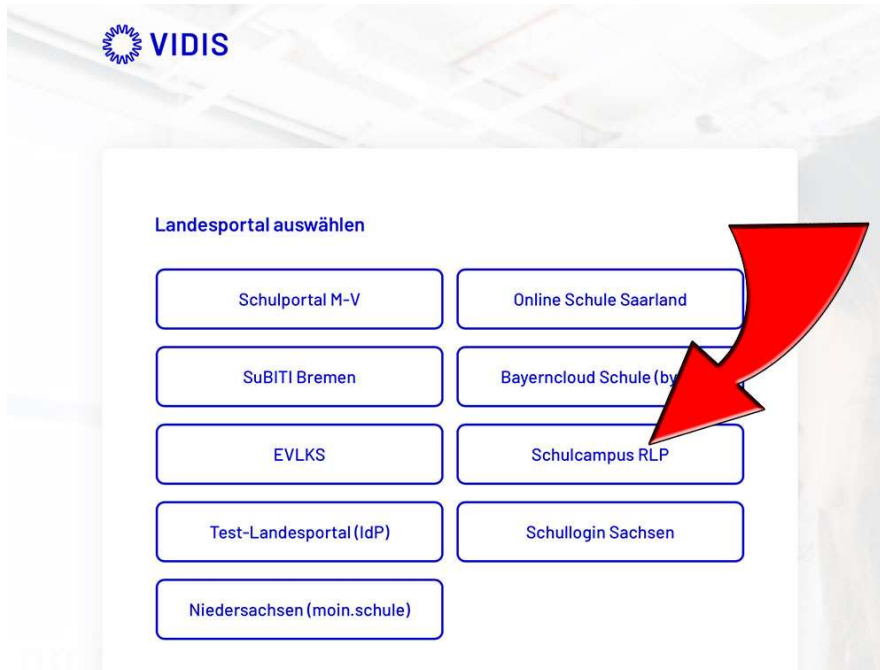 VIDIS
Landesportal auswählen
Schulportal M-V
Online Schule Saarland
SuBITI Bremen
Bayerncloud Schule (by
EVLKS
Schulcampus RLP
Test-Landesportal (IdP)
Schullogin Sachsen
Niedersachsen (moin.schule)